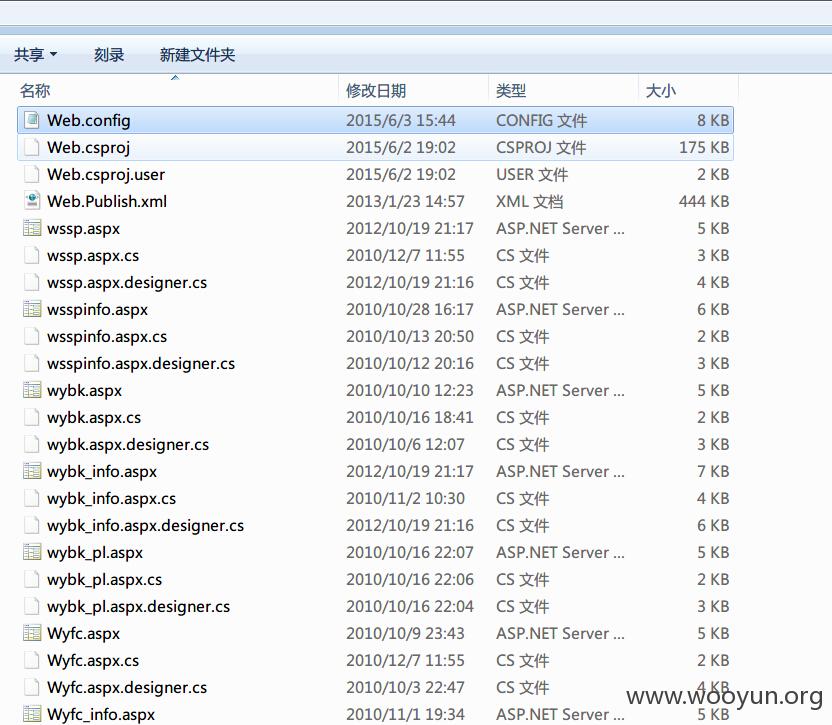 共享 刻录 新建文件夹
名称 修改日期 类型 大小
Web.config 2015/6/3 15:44 CONFIG 文件 8 KB
Web.csproj 2015/6/2 19:02 CSPROJ 文件 175 KB
Web.csproj.user 2015/6/2 19:02 USER 文件 2 KB
Web.Publish.xml 2013/1/23 14:57 XML 文档 444 KB
wssp.aspx 2012/10/19 21:17 ASP.NET Server ... 5 KB
wssp.aspx.cs 2010/12/7 11:55 CS 文件 3 KB
wssp.aspx.designer.cs 2012/10/19 21:16 CS 文件 4 KB
wsspinfo.aspx 2010/10/28 16:17 ASP.NET Server ... 6 KB
wsspinfo.aspx.cs 2010/10/13 20:50 CS 文件 2 KB
wsspinfo.aspx.designer.cs 2010/10/12 20:16 CS 文件 3 KB
wybk.aspx 2010/10/10 12:23 ASP.NET Server ... 5 KB
wybk.aspx.cs 2010/10/16 18:41 CS 文件 2 KB
wybk.aspx.designer.cs 2010/10/6 12:07 CS 文件 3 KB
wybk_info.aspx 2012/10/19 21:17 ASP.NET Server ... 7 KB
wybk_info.aspx.cs 2010/11/2 10:30 CS 文件 4 KB
wybk_info.aspx.designer.cs 2012/10/19 21:16 CS 文件 6 KB
wybk_pl.aspx 2010/10/16 22:07 ASP.NET Server ... 5 KB
wybk_pl.aspx.cs 2010/10/16 22:06 CS 文件 2 KB
wybk_pl.aspx.designer.cs 2010/10/16 22:04 CS 文件 3 KB
Wyfc.aspx 2010/10/9 23:43 ASP.NET Server ... 5 KB
Wyfc.aspx.cs 2010/12/7 11:55 CS 文件 2 KB
Wyfc.aspx.designer.cs 2010/10/3 22:47 CS 文件 4 KB
www.wooyun.org
Wyfc_info.aspx 2010/11/1 19:34 ASP.NET Server ... 5 KB